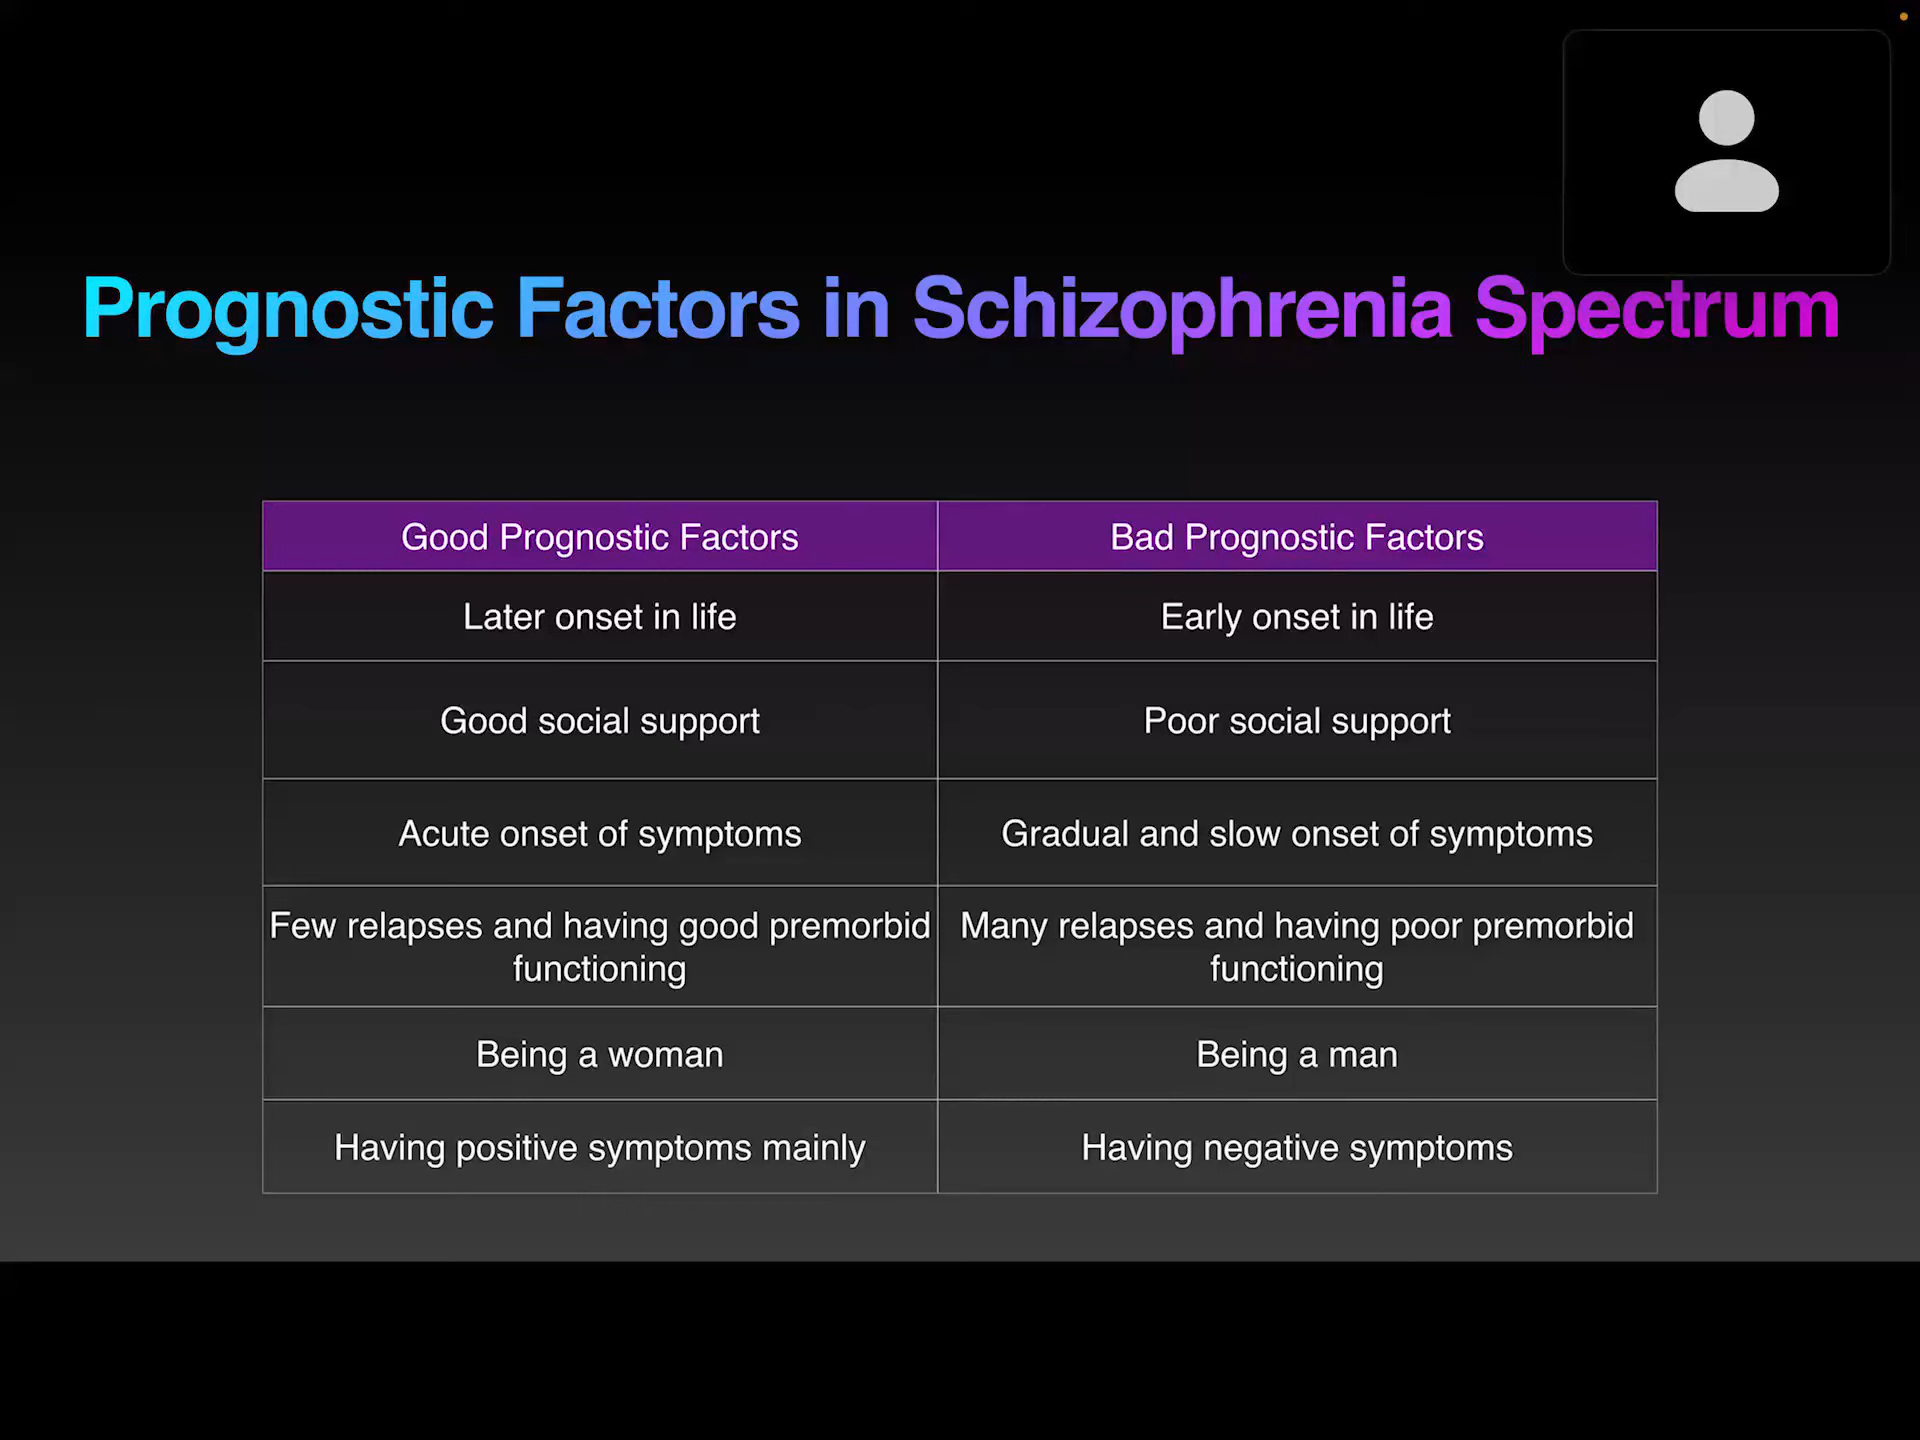 Prognostic Factors in Schizophrenia Spectrum
Good Prognostic Factors
Bad Prognostic Factors
Later onset in life
Early onset in life
Good social support
Poor social support
Acute onset of symptoms
Gradual and slow onset of symptoms
Few relapses and having good premorbid
functioning
Many relapses and having poor premorbid
functioning
Being a woman
Being a man
Having positive symptoms mainly
Having negative symptoms